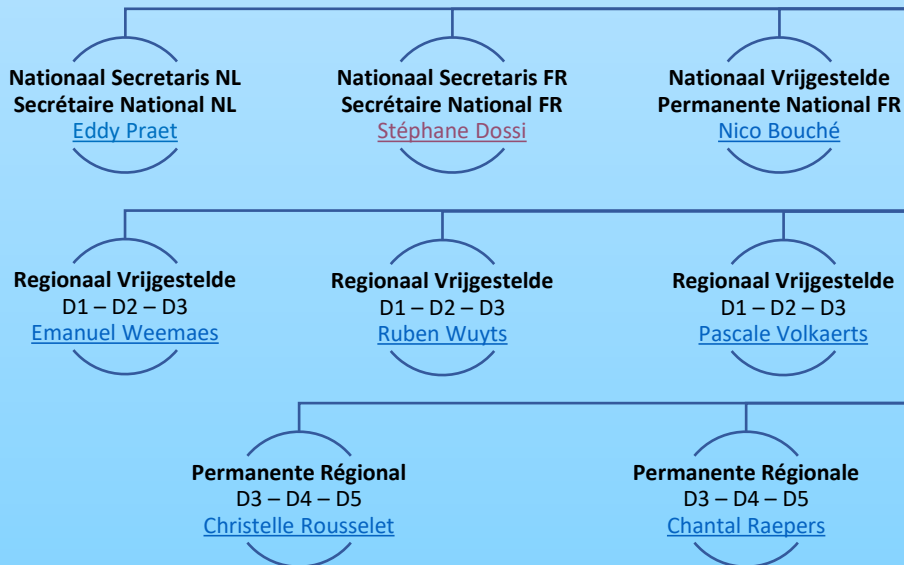 Nationaal Secretaris NL
Secrétaire National NL
Eddy Praet
Nationaal Secretaris FR
Secrétaire National FR
Stéphane Dossi
Nationaal Vrijgestelde
Permanente National FR
Nico Bouché
Regionaal Vrijgestelde
D1 – D2 – D3
Emanuel Weemaes
Regionaal Vrijgestelde
D1 – D2 – D3
Ruben Wuyts
Regionaal Vrijgestelde
D1 – D2 – D3
Pascale Volkaerts
Permanente Régional
D3 – D4 – D5
Christelle Rousselet
Permanente Régionale
D3 – D4 – D5
Chantal Raepers